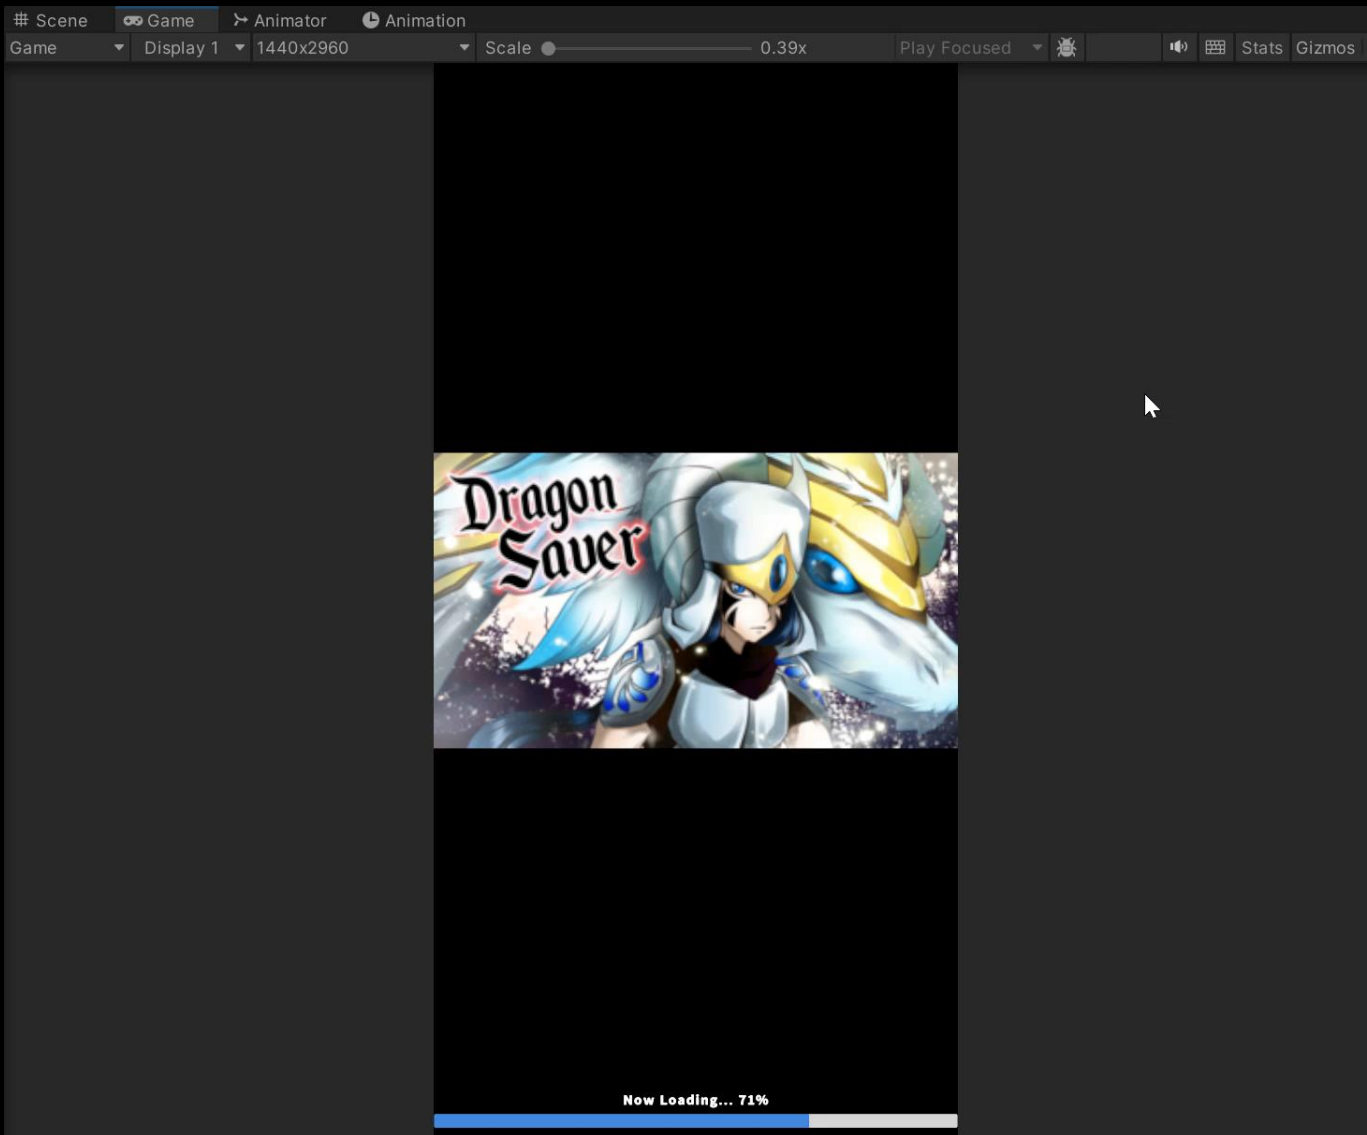 Scene Game Animator Animation
Game Display 1 1440x2960 Scale 0.39x Play Focused Stats Gizmos
Dragon
Saver
Now Loading... 71%